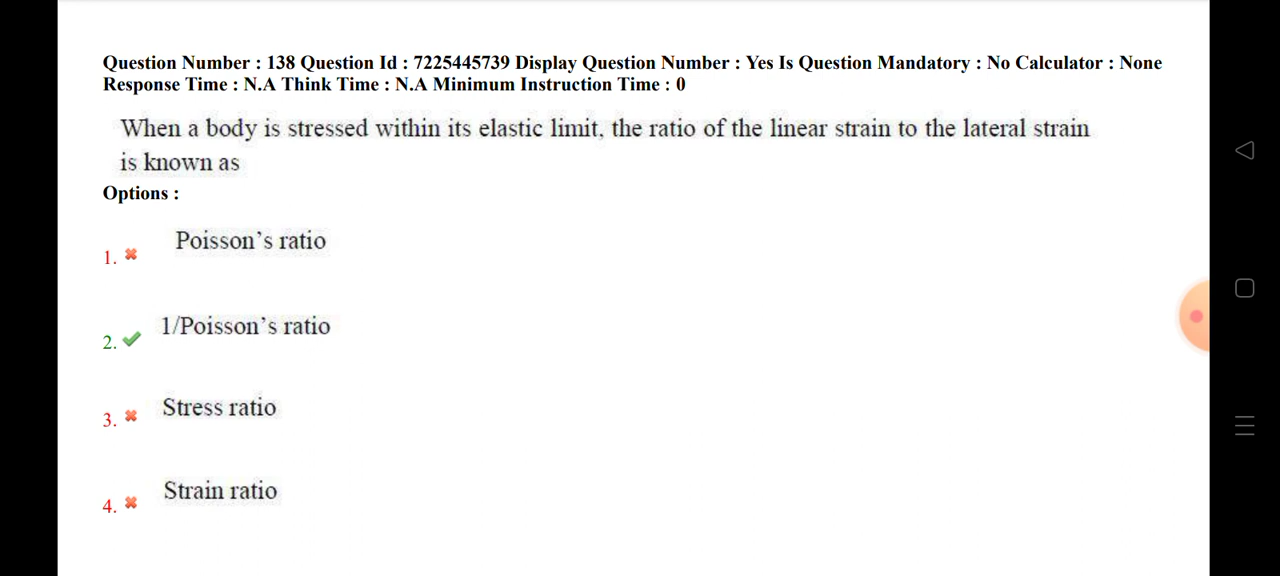 Question Number : 138 Question Id : 7225445739 Display Question Number : Yes Is Question Mandatory : No Calculator : None
Response Time : N.A Think Time : N.A Minimum Instruction Time : 0
When a body is stressed within its elastic limit, the ratio of the linear strain to the lateral strain
is known as
Options :
1. Poisson's ratio
2. 1/Poisson's ratio
3. Stress ratio
4. Strain ratio